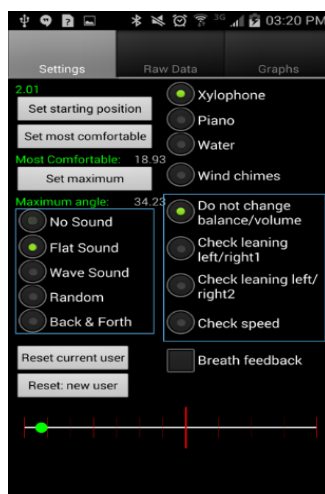 3G 03:20 PM
Settings Raw Data Graphs
2.01
Set starting position
Set most comfortable
Most Comfortable: 18.93
Set maximum
Maximum angle: 34.23
No Sound
Flat Sound
Wave Sound
Random
Back & Forth
Xylophone
Piano
Water
Wind chimes
Do not change
balance/volume
Check leaning
left/right1
Check leaning left/
right2
Check speed
Reset current user
Breath feedback
Reset: new user